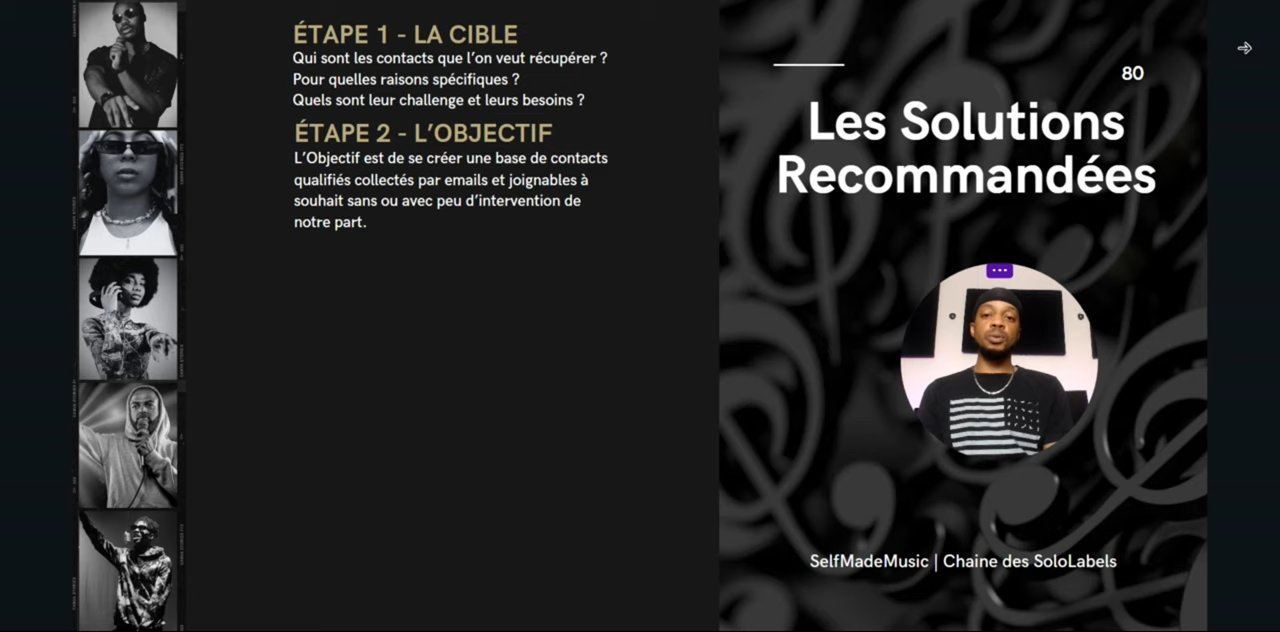 ÉTAPE 1 - LA CIBLE
Qui sont les contacts que l’on veut récupérer ?
Pour quelles raisons spécifiques ?
Quels sont leur challenge et leurs besoins ?
ÉTAPE 2 - L’OBJECTIF
L’Objectif est de se créer une base de contacts
qualifiés collectés par emails et joignables à
souhait sans ou avec peu d’intervention de
notre part.
80
Les Solutions
Recommandées
SelfMadeMusic | Chaine des SoloLabels